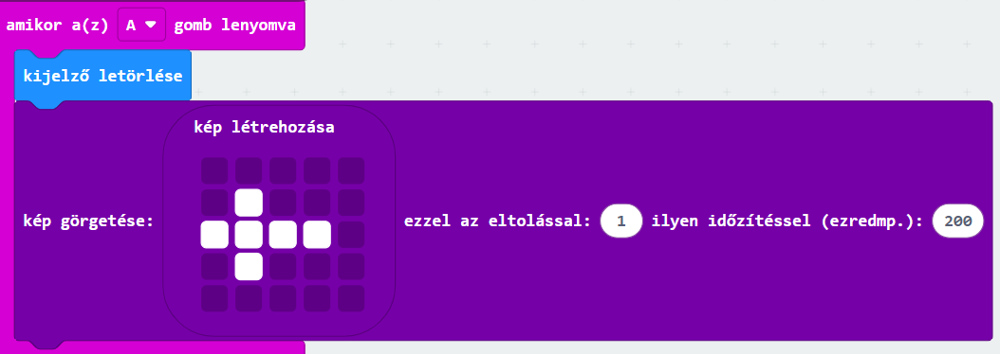 amikor a(z) A gomb lenyomva
kijelző letörlése
kép létrehozása
kép görgetése: ezzel az eltolással: 1 ilyen időzítéssel (ezredmp.): 200